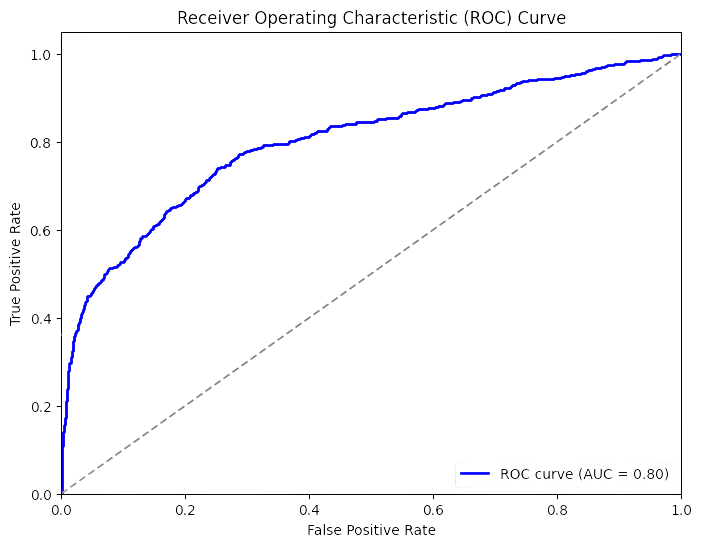 Receiver Operating Characteristic (ROC) Curve
1.0
0.8
0.6
0.4
0.2
0.0
True Positive Rate
0.0 0.2 0.4 0.6 0.8 1.0
False Positive Rate
ROC curve (AUC = 0.80)